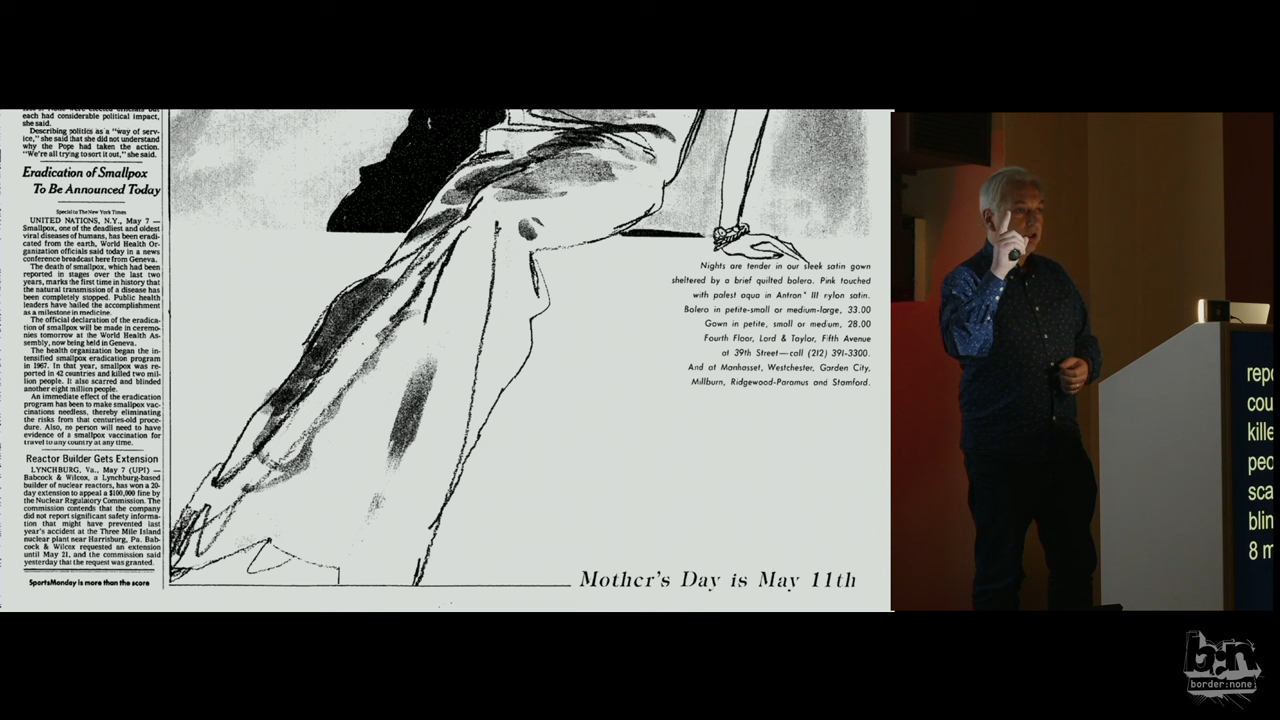 each had considerable political impact,
she said.
Describing politics as a "way of serv-
ice," she said that she did not understand
why the Pope had taken the action.
"We're all trying to sort it out," she said.
Eradication of Smallpox
To Be Announced Today
Special to The New York Times
UNITED NATIONS, N.Y., May 7 —
Smallpox, one of the deadliest and oldest
viral diseases of humans, has been eradi-
cated from the earth, World Health Or-
ganization officials said today in a news
conference broadcast here from Geneva.
The death of smallpox, which had been
reported in stages over the last two
years, marks the first time in history that
the natural transmission of a disease has
been completely stopped. Public health
leaders have hailed the accomplishment
as a milestone in medicine.
The official declaration of the eradica-
tion of smallpox will be made in ceremo-
nies tomorrow at the World Health As-
sembly, now being held in Geneva.
The health organization began the in-
tensified smallpox eradication program
in 1967. In that year, smallpox was re-
ported in 42 countries and killed two mil-
lion people. It also scarred and blinded
another eight million people.
An immediate effect of the eradication
program has been to make smallpox vac-
cinations needless, thereby eliminating
the risks from that centuries-old proce-
dure. Also, no person will need to have
evidence of a smallpox vaccination for
travel to any country at any time.
Reactor Builder Gets Extension
LYNCHBURG, Va., May 7 (UPI) —
Babcock & Wilcox, a Lynchburg-based
builder of nuclear reactors, has won a 20-
day extension to appeal a $100,000 fine by
the Nuclear Regulatory Commission. The
commission contends that the company
did not report significant safety informa-
tion that might have prevented last
year's accident at the Three Mile Island
nuclear plant near Harrisburg, Pa. Bab-
cock & Wilcox requested an extension
until May 21, and the commission said
yesterday that the request was granted.
SportsMonday is more than the score
Nights are tender in our sleek satin gown
sheltered by a brief quilted bolero. Pink touched
with palest aqua in Antron® III nylon satin.
Bolero in petite-small or medium-large, 33.00
Gown in petite, small or medium, 28.00
Fourth Floor, Lord & Taylor, Fifth Avenue
at 39th Street—call (212) 391-3300.
And at Manhasset, Westchester, Garden City,
Millburn, Ridgewood-Paramus and Stamford.
Mother's Day is May 11th
repo
cou
kille
peo
sca
blin
8 m
b:n
border:none